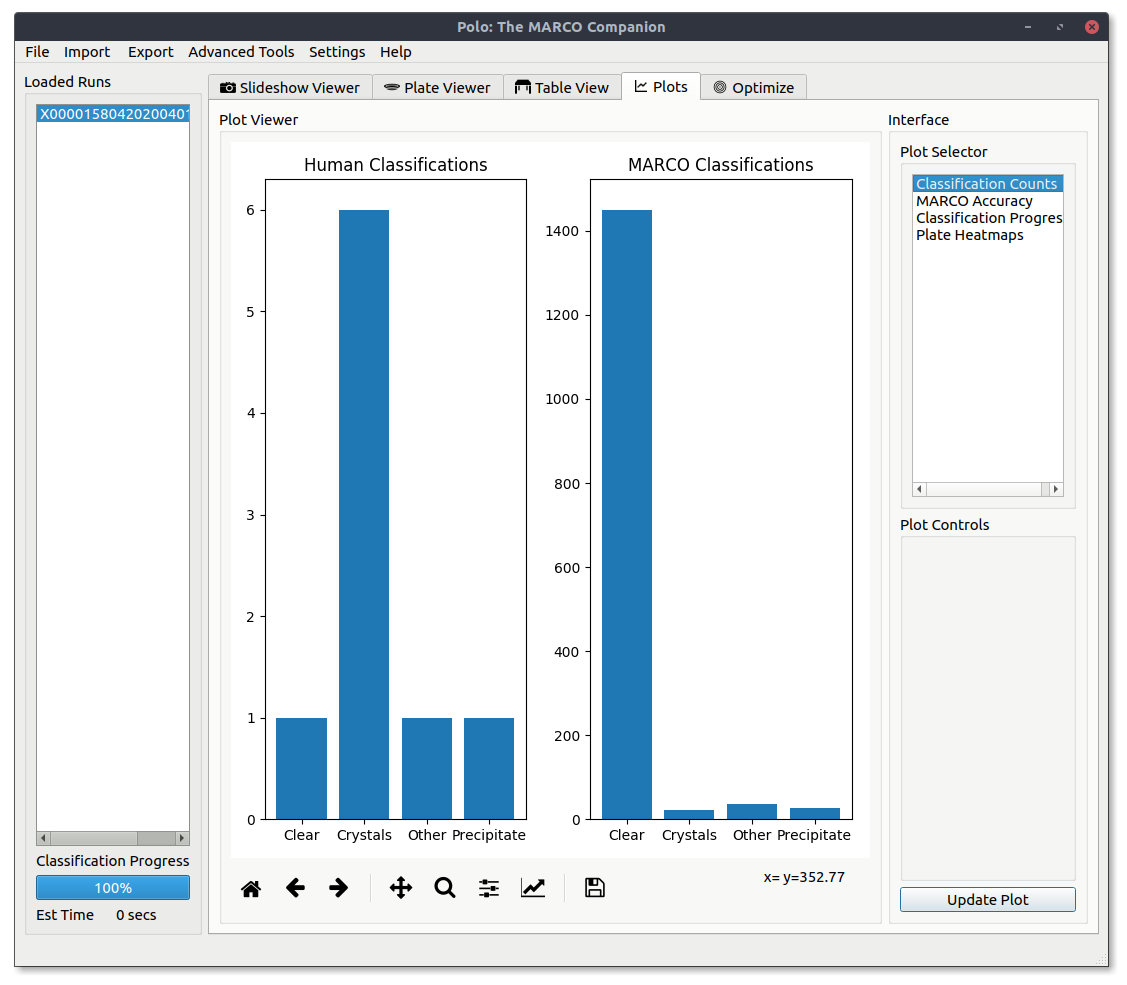 Polo: The MARCO Companion
File Import Export Advanced Tools Settings Help
Loaded Runs
X0000158042020040
Slideshow Viewer Plate Viewer Table View Plots Optimize
Plot Viewer
Human Classifications
6
5
4
3
2
1
0
Clear Crystals Other Precipitate
MARCO Classifications
1400
1200
1000
800
600
400
200
0
Clear Crystals Other Precipitate
x= y=352.77
Interface
Plot Selector
Classification Counts
MARCO Accuracy
Classification Progres
Plate Heatmaps
Plot Controls
Update Plot
Classification Progress
100%
Est Time 0 secs